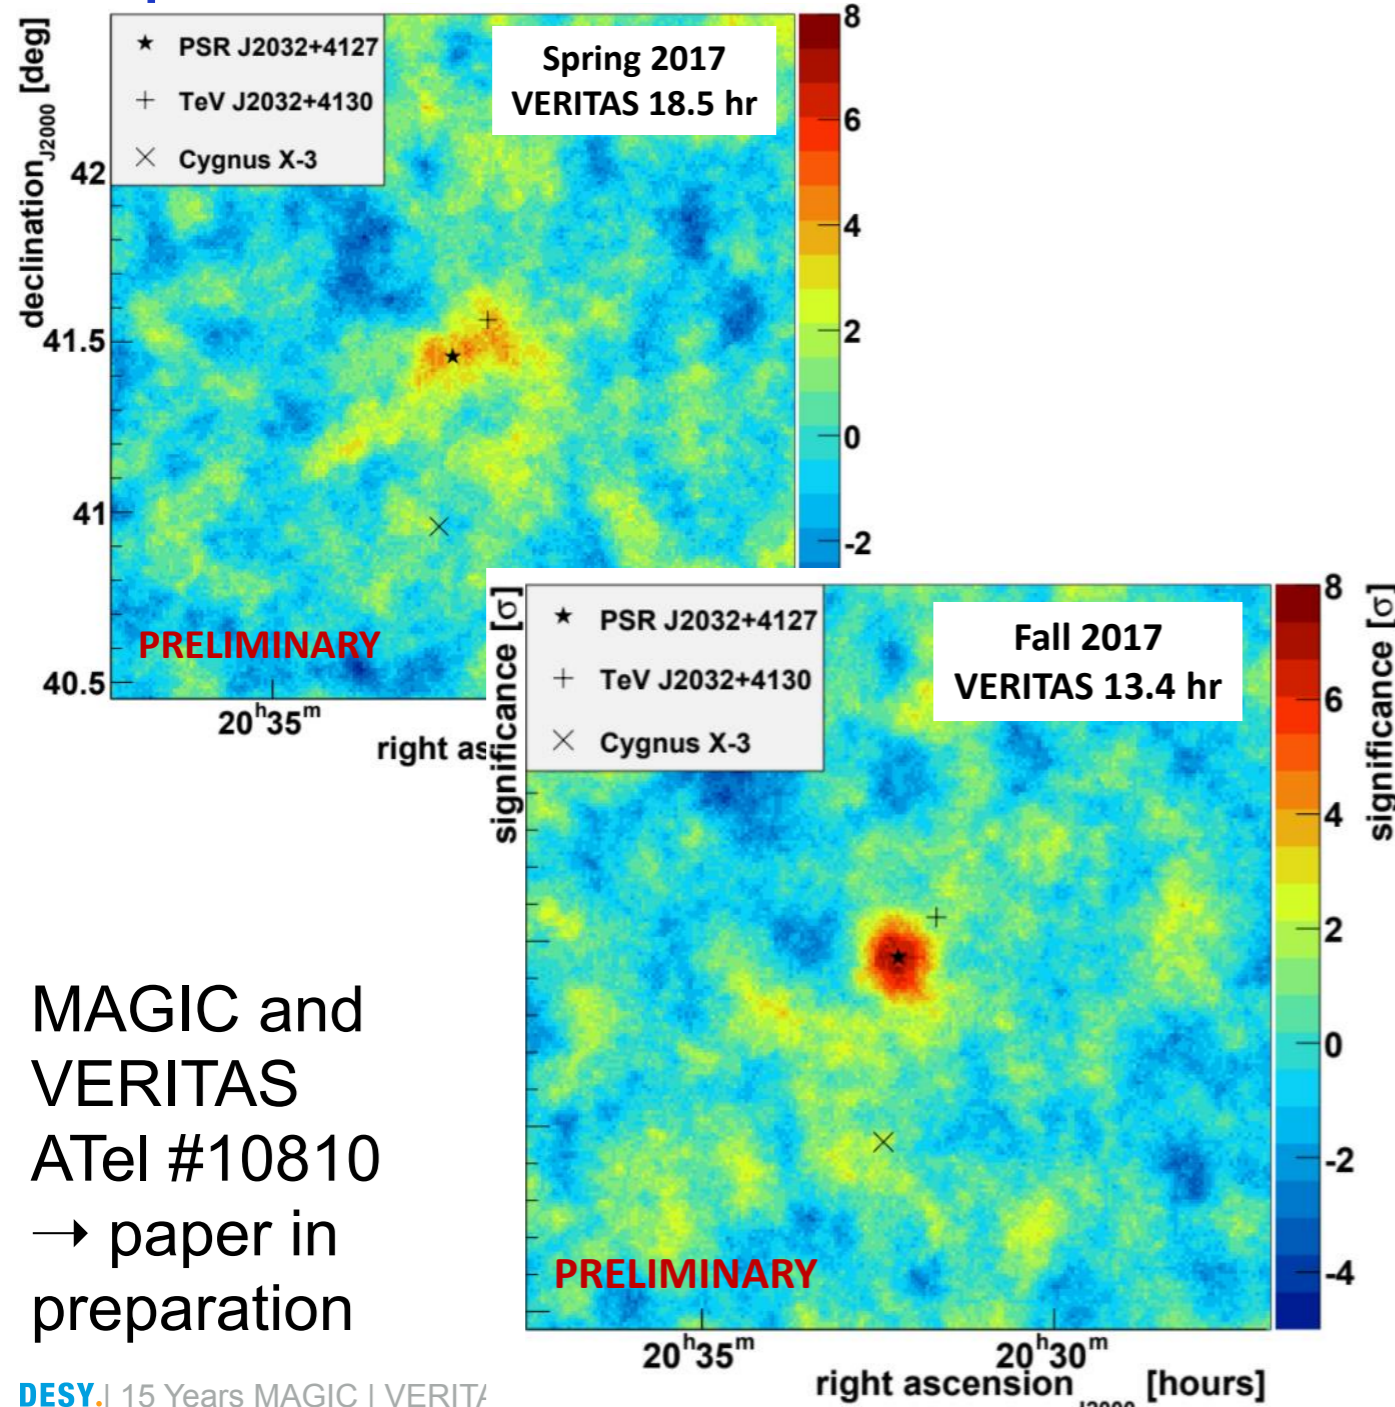 ★ PSR J2032+4127
+ TeV J2032+4130
× Cygnus X-3
Spring 2017
VERITAS 18.5 hr
declination J2000 [deg]
42
41.5
41
40.5
8
6
4
2
0
-2
PRELIMINARY
20h35m
right as
significance [σ]
★ PSR J2032+4127
+ TeV J2032+4130
× Cygnus X-3
Fall 2017
VERITAS 13.4 hr
8
6
4
2
0
-2
-4
significance [σ]
PRELIMINARY
20h35m
20h30m
right ascension J2000 [hours]
MAGIC and
VERITAS
ATel #10810
→ paper in
preparation
DESY. | 15 Years MAGIC | VERITA